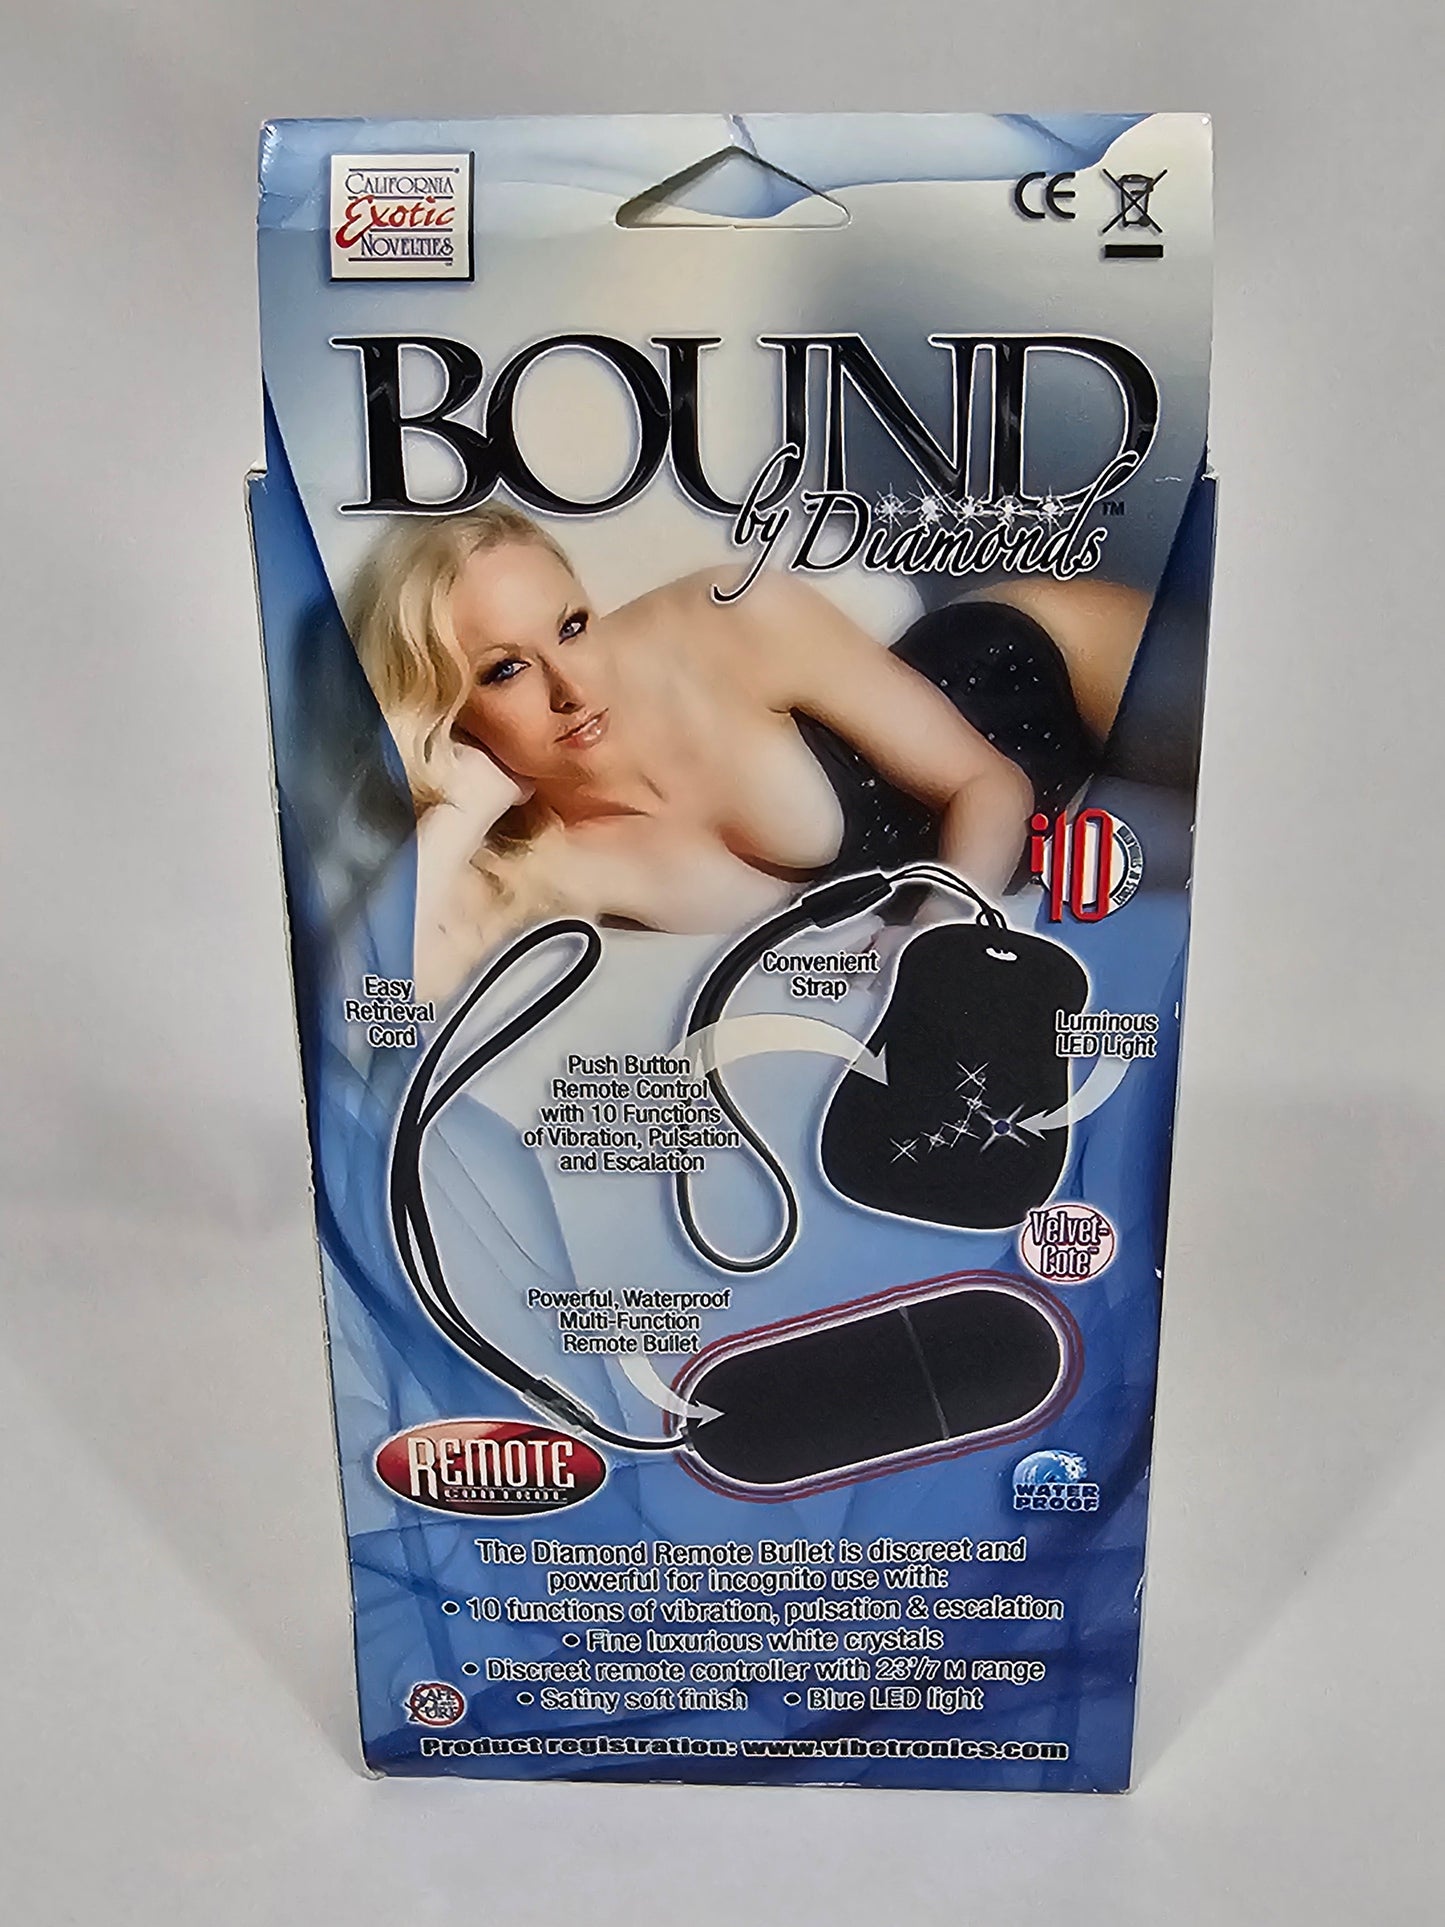 CALIFORNIA
Exotic
NOVELTIES
CE
BOUND
by Diamonds™
i10
Easy
Retrieval
Cord
Convenient
Strap
Luminous
LED Light
Push Button
Remote Control
with 10 Functions
of Vibration, Pulsation
and Escalation
Velvet-
Cote™
Powerful, Waterproof
Multi-Function
Remote Bullet
REMOTE
CONTROL
WATER
PROOF
The Diamond Remote Bullet is discreet and
powerful for incognito use with:
• 10 functions of vibration, pulsation & escalation
• Fine luxurious white crystals
• Discreet remote controller with 23'/7 M range
• Satiny soft finish • Blue LED light
Product registration: www.vibetronics.com